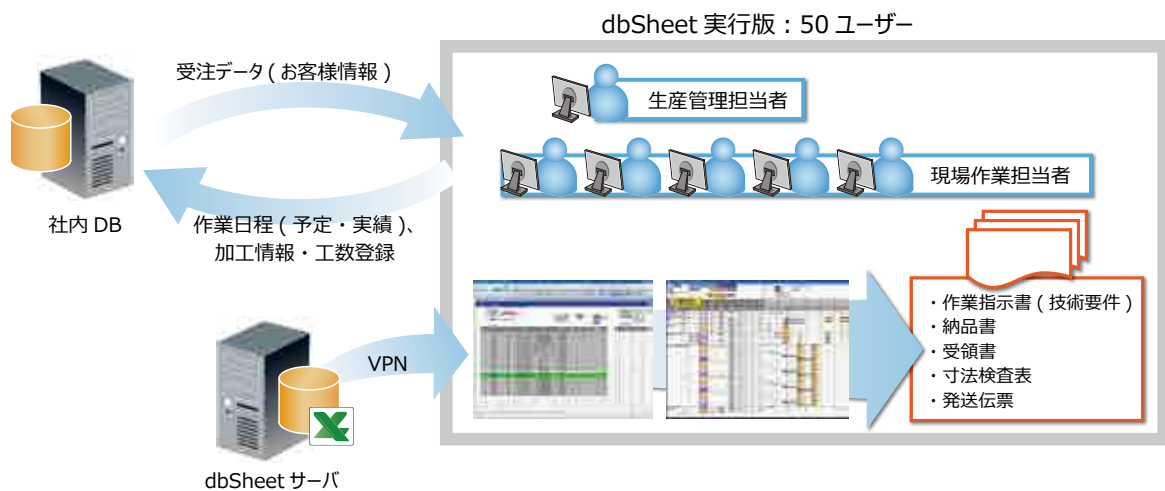 dbSheet 実行版：50 ユーザー
受注データ ( お客様情報 )
生産管理担当者
現場作業担当者
社内 DB
作業日程 ( 予定・実績 )、
加工情報・工数登録
・作業指示書 ( 技術要件 )
・納品書
・受領書
・寸法検査表
・発送伝票
VPN
dbSheet サーバ